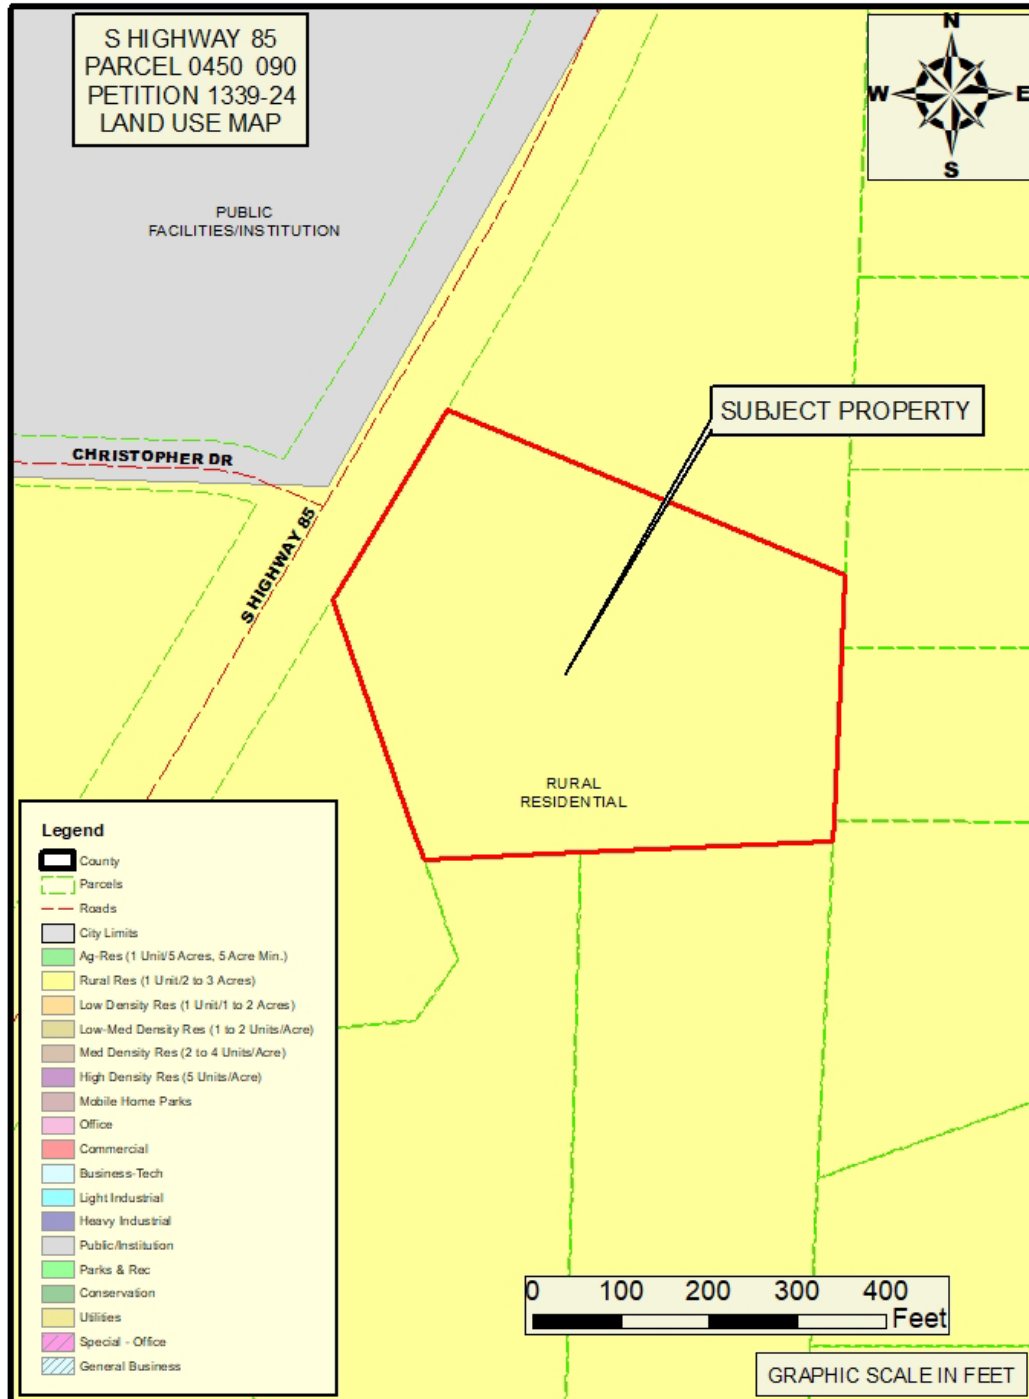 S HIGHWAY 85
PARCEL 0450 090
PETITION 1339-24
LAND USE MAP
N
W
E
S
PUBLIC
FACILITIES/INSTITUTION
SUBJECT PROPERTY
CHRISTOPHER DR
S HIGHWAY 85
RURAL
RESIDENTIAL
Legend
County
Parcels
Roads
City Limits
Ag-Res (1 Unit/5 Acres, 5 Acre Min.)
Rural Res (1 Unit/2 to 3 Acres)
Low Density Res (1 Unit/1 to 2 Acres)
Low-Med Density Res (1 to 2 Units/Acre)
Med Density Res (2 to 4 Units/Acre)
High Density Res (5 Units/Acre)
Mobile Home Parks
Office
Commercial
Business-Tech
Light Industrial
Heavy Industrial
Public/Institution
Parks & Rec
Conservation
Utilities
Special - Office
General Business
0 100 200 300 400
Feet
GRAPHIC SCALE IN FEET